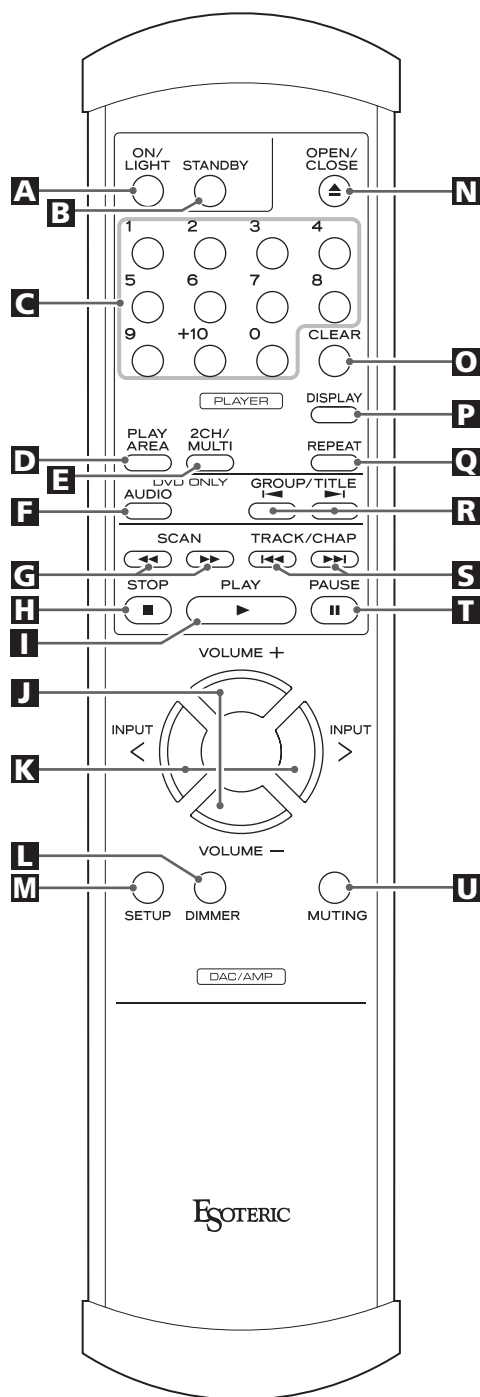 ON/
LIGHT
STANDBY
OPEN/
CLOSE
A
B
N
1 2 3 4
5 6 7 8
C
9 +10 0 CLEAR
O
PLAYER
DISPLAY
P
PLAY
AREA
2CH/
MULTI
REPEAT
D
E
Q
DVD ONLY
AUDIO
GROUP/TITLE
F
R
SCAN TRACK/CHAP
G
S
STOP PLAY PAUSE
H
T
I
VOLUME +
J
INPUT
<
INPUT
>
K
VOLUME −
L
M
U
SETUP DIMMER MUTING
DAC/AMP
ESOTERIC